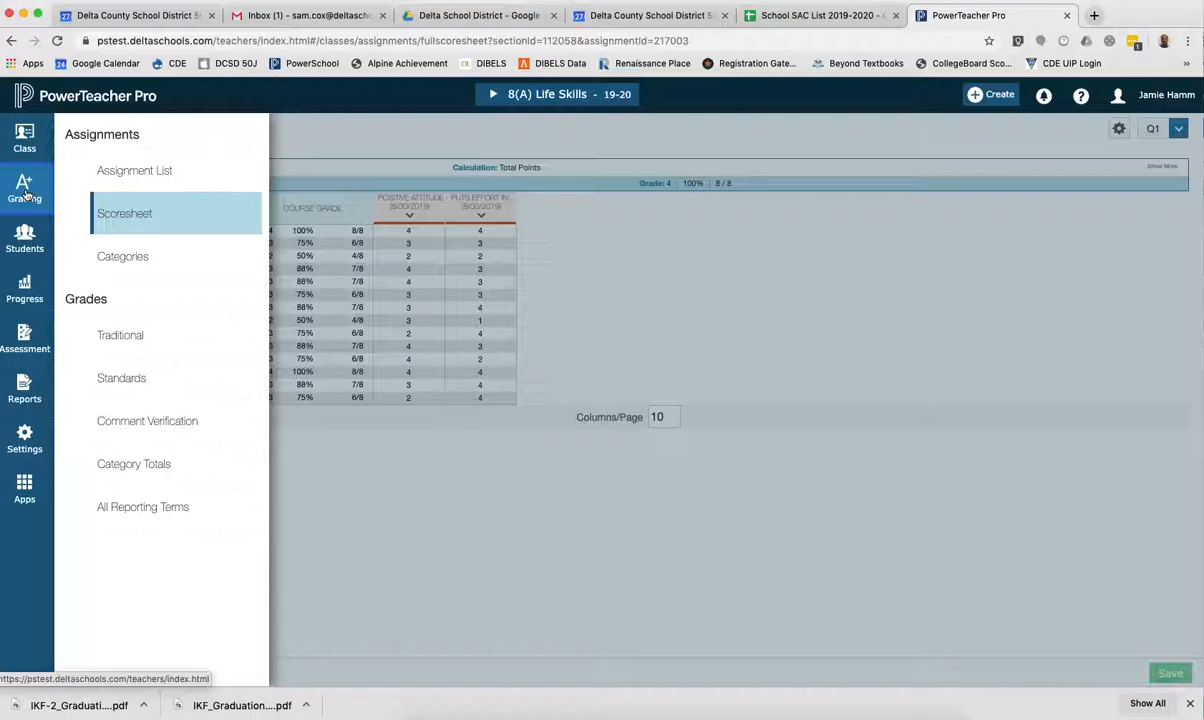 Delta County School District 5
Inbox (1) - sam.cox@deltasch
Delta School District - Google
Delta County School District 5
School SAC List 2019-2020 -
PowerTeacher Pro
pstest.deltaschools.com/teachers/index.html#/classes/assignments/fullscoresheet?sectionId=112058&assignmentId=217003
Apps
Google Calendar
CDE
DCSD 50J
PowerSchool
Alpine Achievement
DIBELS
DIBELS Data
Renaissance Place
Registration Gate...
Beyond Textbooks
CollegeBoard Sco...
CDE UIP Login
PowerTeacher Pro
8(A) Life Skills - 19-20
Create
Jamie Hamm
Class
Grading
Students
Progress
Assessment
Reports
Settings
Apps
Assignments
Assignment List
Scoresheet
Categories
Grades
Traditional
Standards
Comment Verification
Category Totals
All Reporting Terms
Q1
Calculation: Total Points
Show More
Grade: 4 | 100% | 8 / 8
COURSE GRADE
POSITIVE ATTITUDE - PUTS EFFORT IN...
(8/30/2019) (8/30/2019)
4 100% 8/8 4 4
3 75% 6/8 3 3
2 50% 4/8 2 2
3 88% 7/8 4 3
3 88% 7/8 4 3
3 75% 6/8 3 3
3 88% 7/8 3 4
2 50% 4/8 3 1
3 75% 6/8 2 4
3 88% 7/8 4 3
3 75% 6/8 4 2
4 100% 8/8 4 4
3 88% 7/8 3 4
3 75% 6/8 2 4
Columns/Page 10
Save
https://pstest.deltaschools.com/teachers/index.html
IKF-2_Graduati....pdf
IKF_Graduation....pdf
Show All